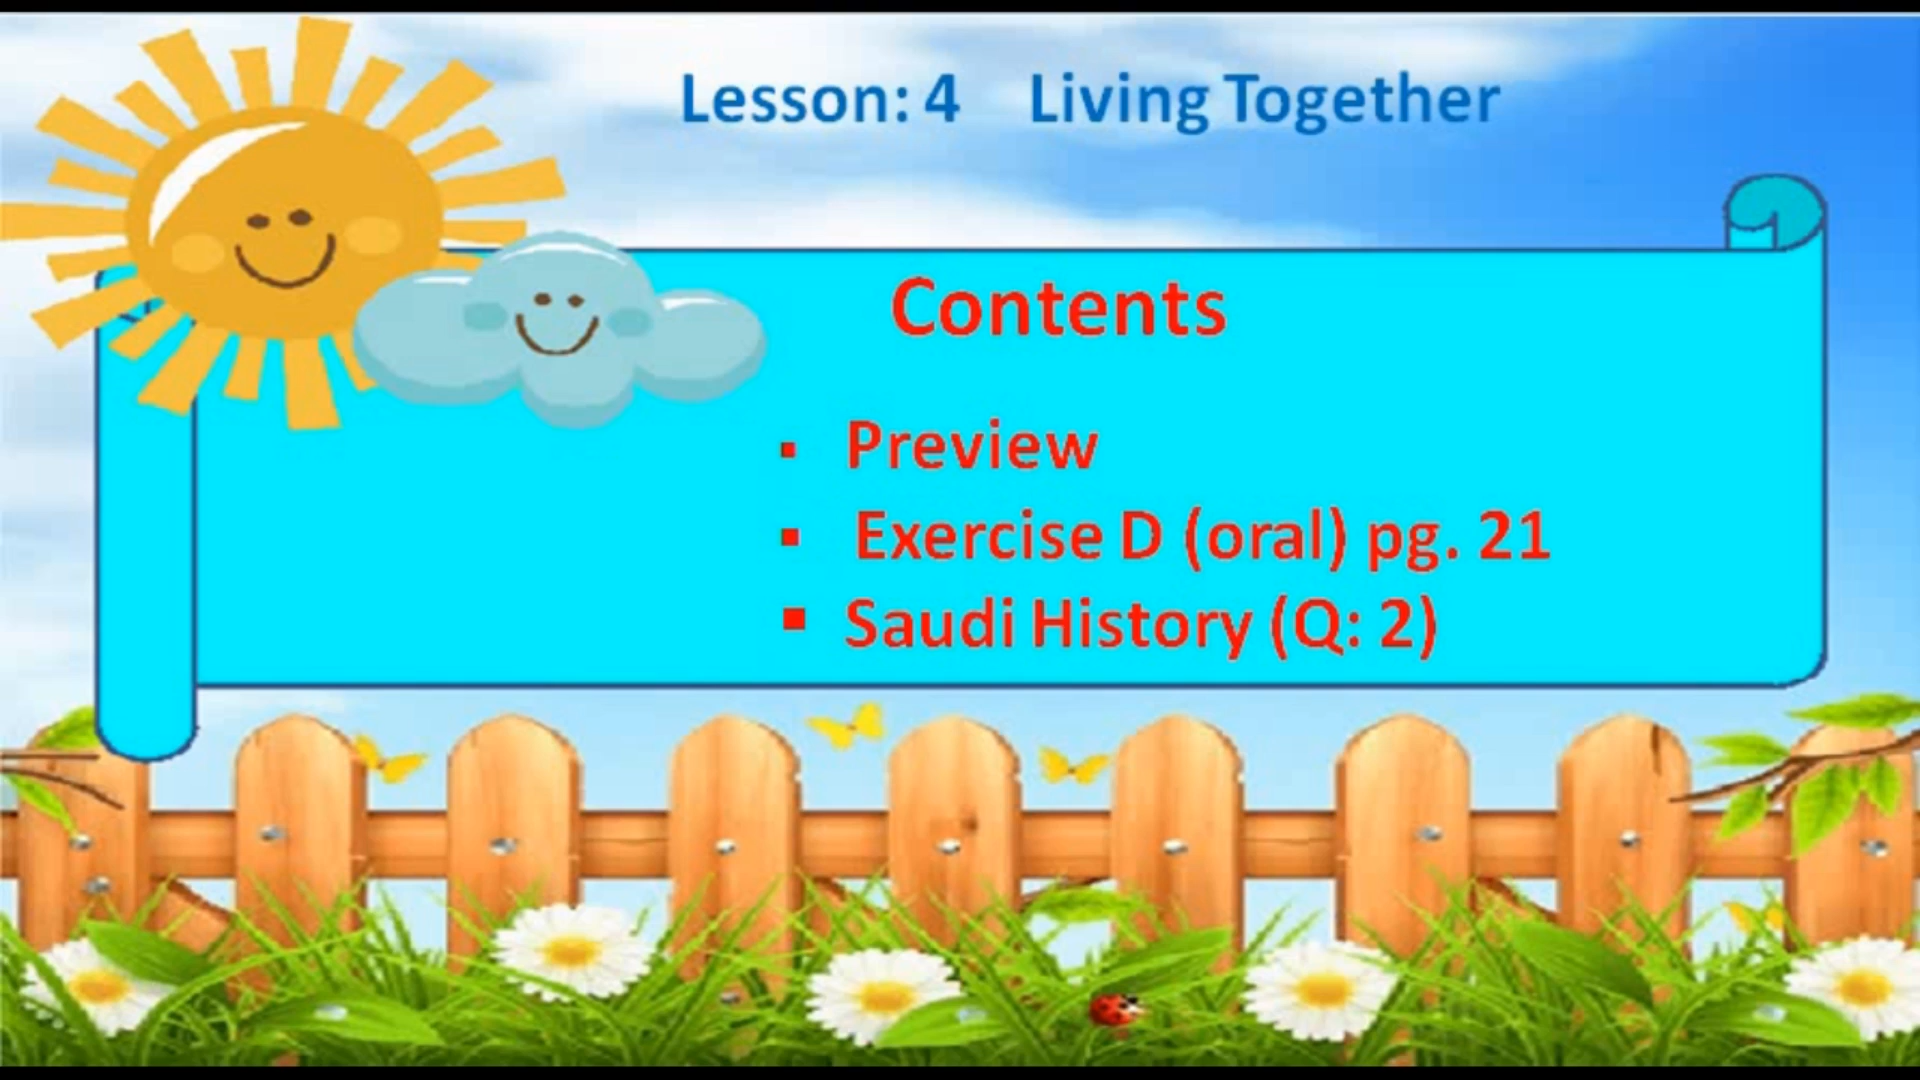 Lesson: 4 Living Together
Contents
▪ Preview
▪ Exercise D (oral) pg. 21
▪ Saudi History (Q: 2)